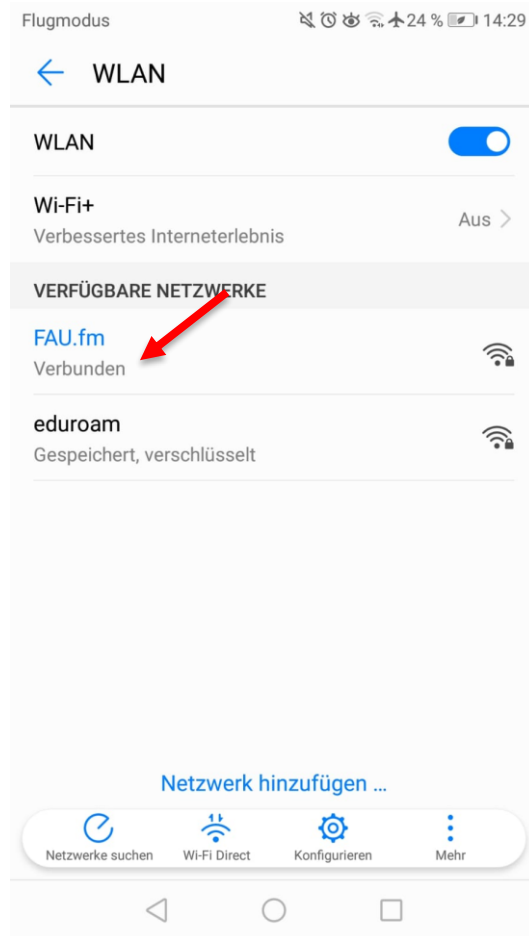 Flugmodus 24 % 14:29
WLAN
WLAN
Wi-Fi+
Verbessertes Interneterlebnis
Aus
VERFÜGBARE NETZWERKE
FAU.fm
Verbunden
eduroam
Gespeichert, verschlüsselt
Netzwerk hinzufügen ...
Netzwerke suchen Wi-Fi Direct Konfigurieren Mehr